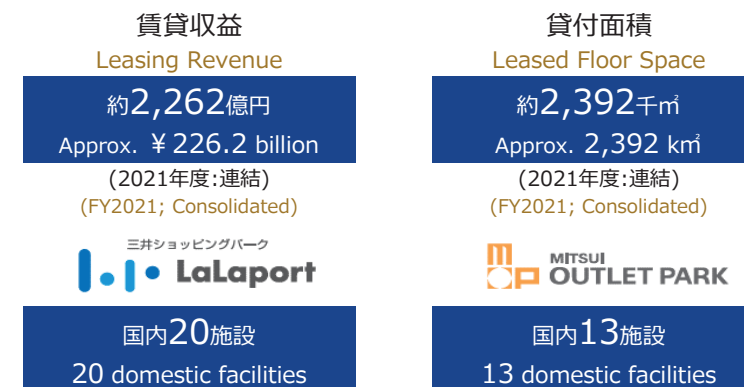 賃貸収益
Leasing Revenue
約2,262億円
Approx. ￥226.2 billion
(2021年度:連結)
(FY2021; Consolidated)
三井ショッピングパーク
LaLaport
国内20施設
20 domestic facilities
貸付面積
Leased Floor Space
約2,392千㎡
Approx. 2,392 k㎡
(2021年度:連結)
(FY2021; Consolidated)
mop
MITSUI
OUTLET PARK
国内13施設
13 domestic facilities